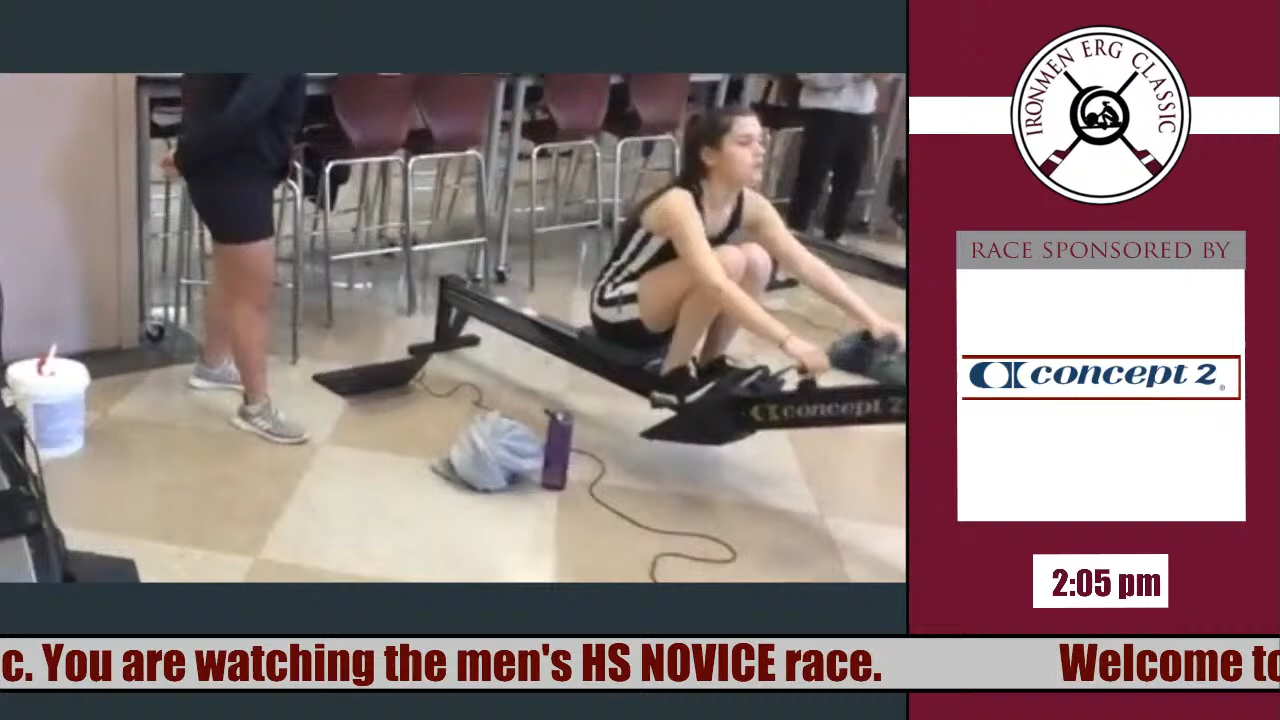 IRONMEN ERG CLASSIC
RACE SPONSORED BY
concept 2
concept 2
2:05 pm
c. You are watching the men's HS NOVICE race.
Welcome to